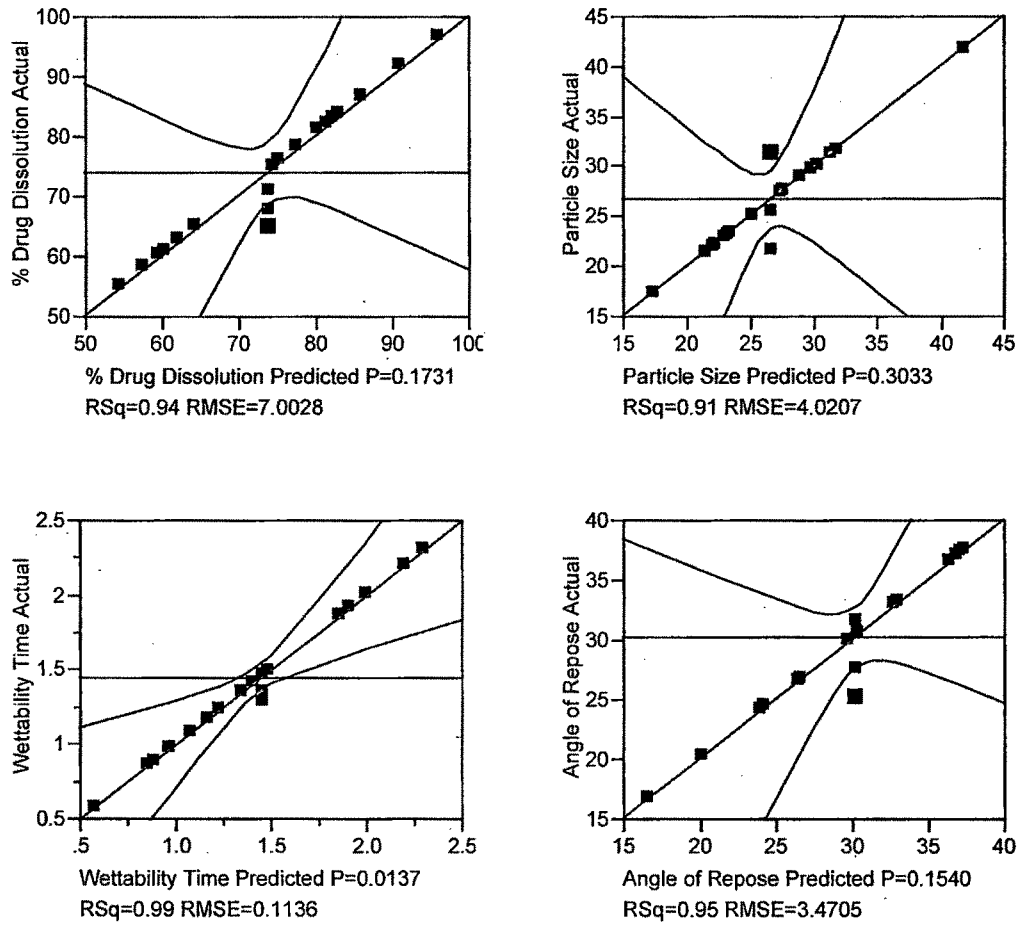 % Drug Dissolution Actual
100
90
80
70
60
50
50 60 70 80 90 100
% Drug Dissolution Predicted P=0.1731
RSq=0.94 RMSE=7.0028
Particle Size Actual
45
40
35
30
25
20
15
15 20 25 30 35 40 45
Particle Size Predicted P=0.3033
RSq=0.91 RMSE=4.0207
Wettability Time Actual
2.5
2
1.5
1
0.5
.5 1.0 1.5 2.0 2.5
Wettability Time Predicted P=0.0137
RSq=0.99 RMSE=0.1136
Angle of Repose Actual
40
35
30
25
20
15
15 20 25 30 35 40
Angle of Repose Predicted P=0.1540
RSq=0.95 RMSE=3.4705